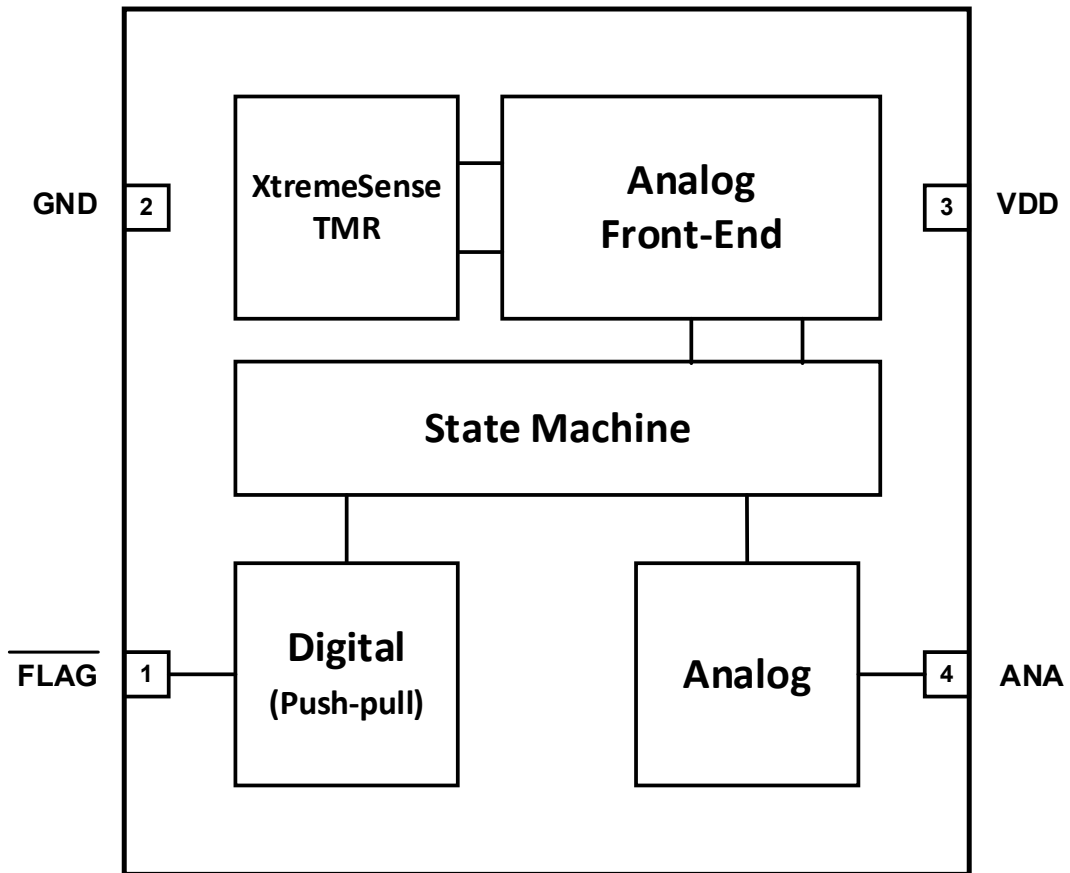 XtremeSense
TMR
Analog
Front-End
GND
2
3
VDD
State Machine
FLAG
1
Digital
(Push-pull)
Analog
4
ANA